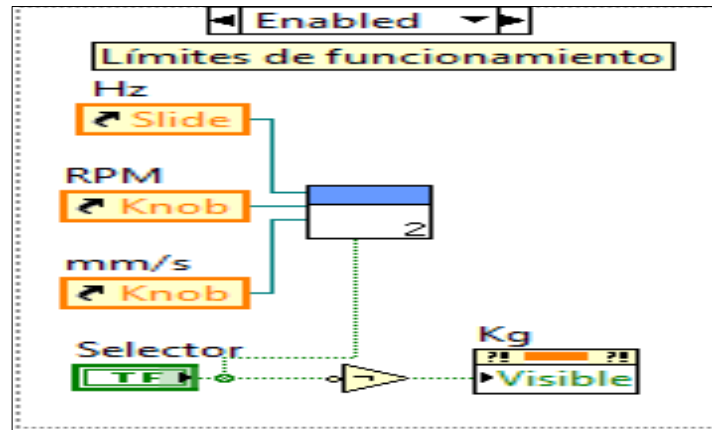 Enabled
Límites de funcionamiento
Hz
Slide
RPM
Knob
2
mm/s
Knob
Selector
TF
Kg
?! ?!
Visible